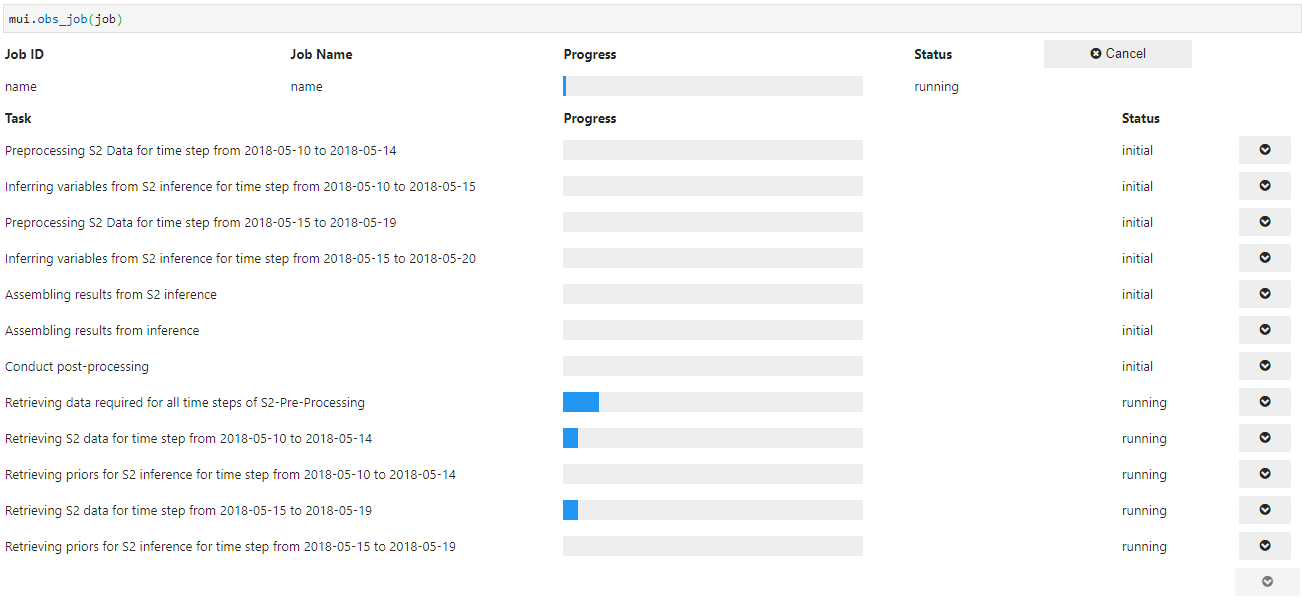 mui.obs_job(job)
Job ID Job Name Progress Status Cancel
name name running
Task Progress Status
Preprocessing S2 Data for time step from 2018-05-10 to 2018-05-14 initial
Inferring variables from S2 inference for time step from 2018-05-10 to 2018-05-15 initial
Preprocessing S2 Data for time step from 2018-05-15 to 2018-05-19 initial
Inferring variables from S2 inference for time step from 2018-05-15 to 2018-05-20 initial
Assembling results from S2 inference initial
Assembling results from inference initial
Conduct post-processing initial
Retrieving data required for all time steps of S2-Pre-Processing running
Retrieving S2 data for time step from 2018-05-10 to 2018-05-14 running
Retrieving priors for S2 inference for time step from 2018-05-10 to 2018-05-14 running
Retrieving S2 data for time step from 2018-05-15 to 2018-05-19 running
Retrieving priors for S2 inference for time step from 2018-05-15 to 2018-05-19 running